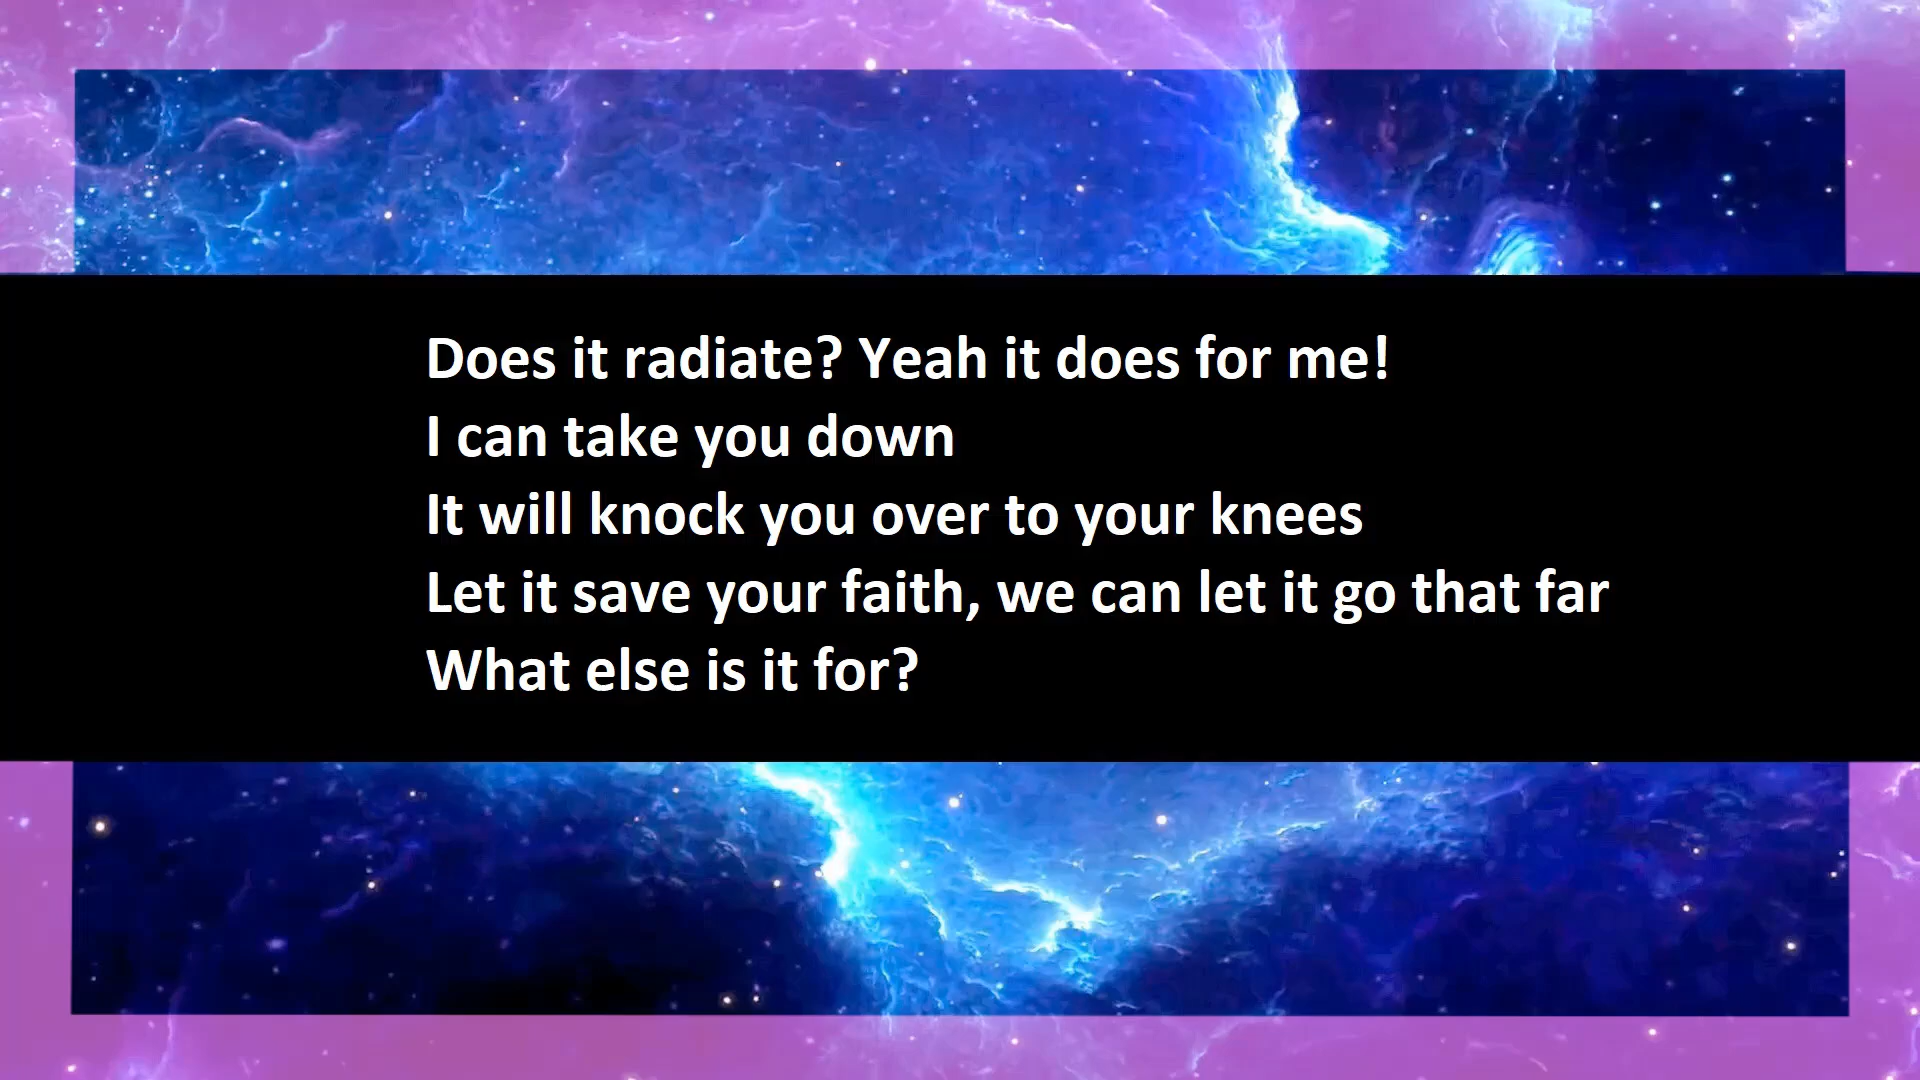 Does it radiate? Yeah it does for me!
I can take you down
It will knock you over to your knees
Let it save your faith, we can let it go that far
What else is it for?